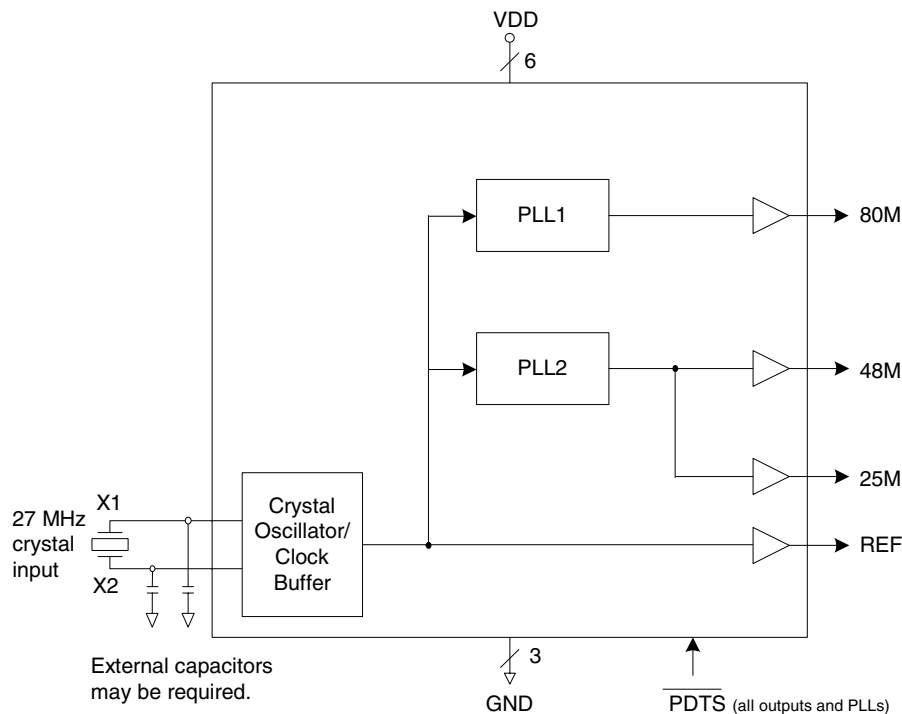 VDD
6
PLL1
80M
PLL2
48M
25M
27 MHz
crystal
input
X1
X2
Crystal
Oscillator/
Clock
Buffer
REF
External capacitors
may be required.
3
GND
PDTS (all outputs and PLLs)